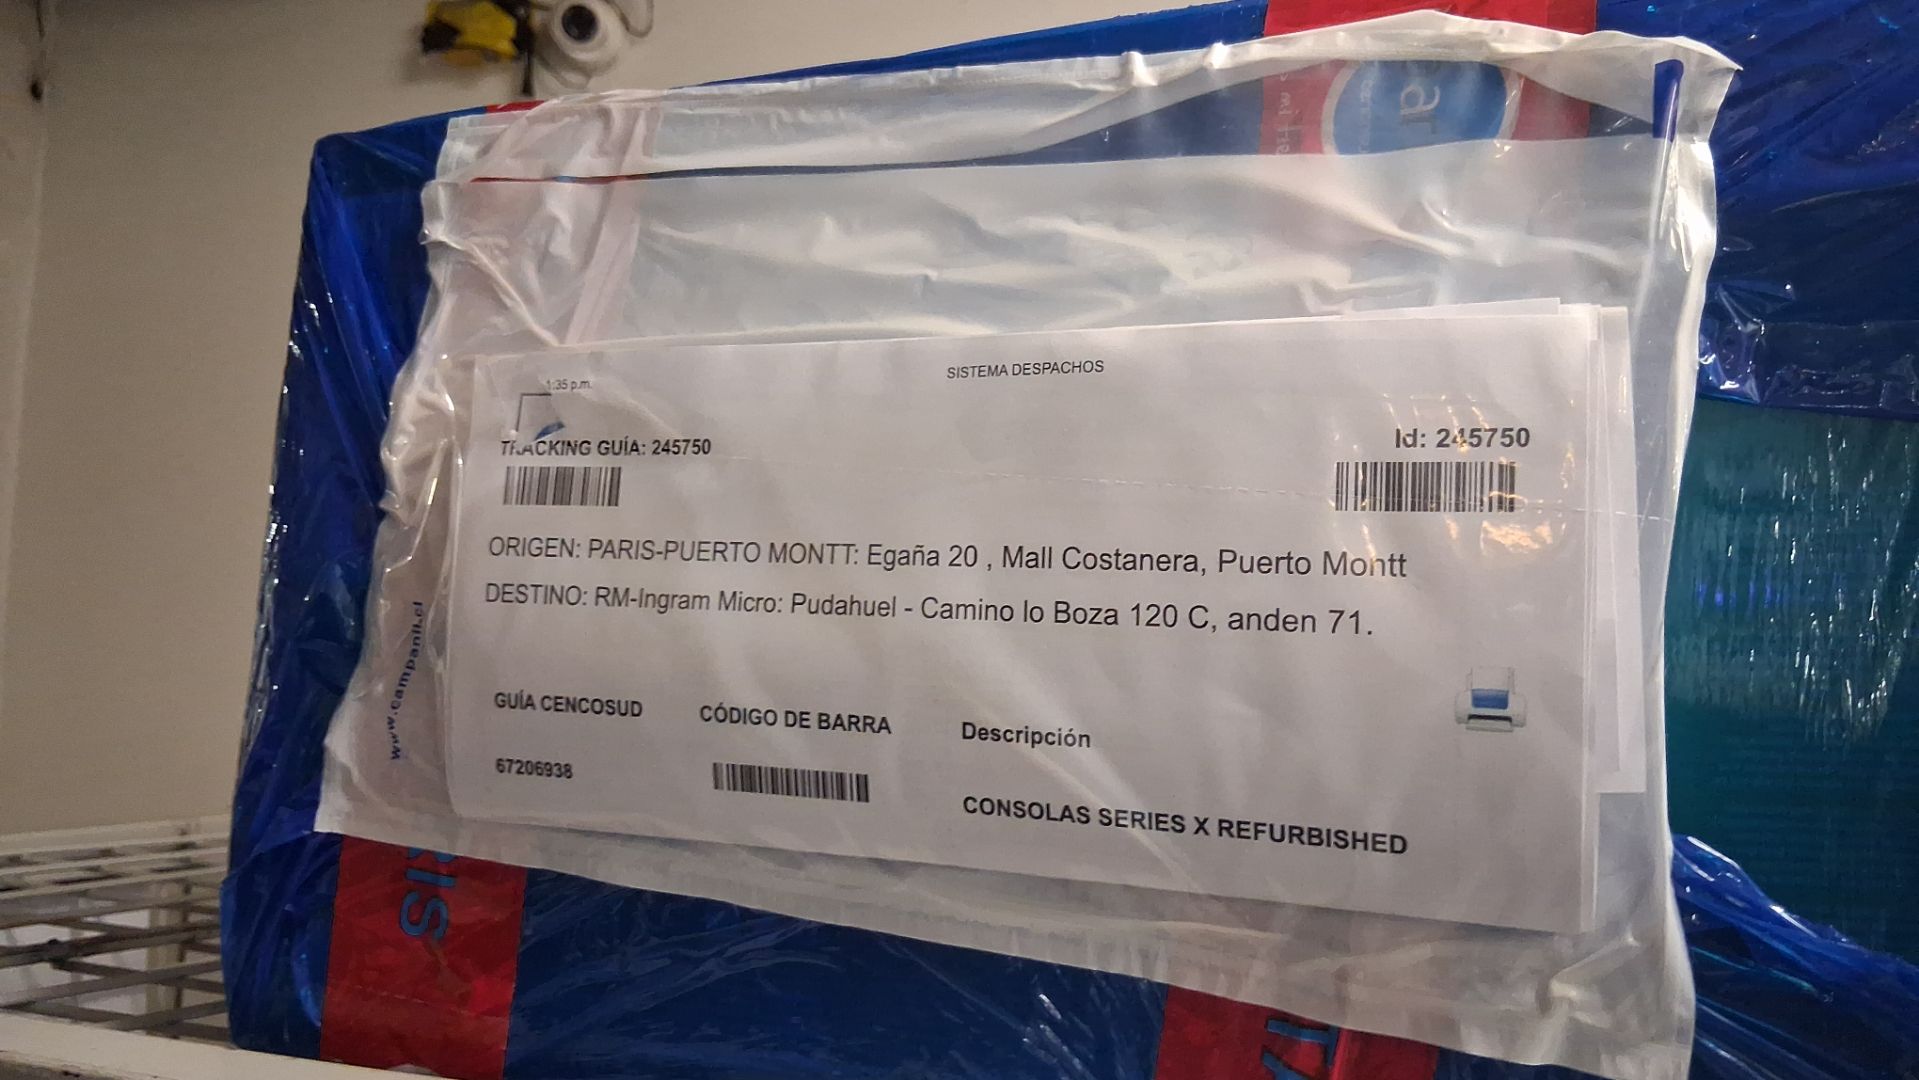 ar
1:35 p.m.
SISTEMA DESPACHOS
TRACKING GUÍA: 245750
Id: 245750
ORIGEN: PARIS-PUERTO MONTT: Egaña 20 , Mall Costanera, Puerto Montt
DESTINO: RM-Ingram Micro: Pudahuel - Camino lo Boza 120 C, anden 71.
www.campanil.cl
GUÍA CENCOSUD
CÓDIGO DE BARRA
Descripción
67206938
CONSOLAS SERIES X REFURBISHED
RIS